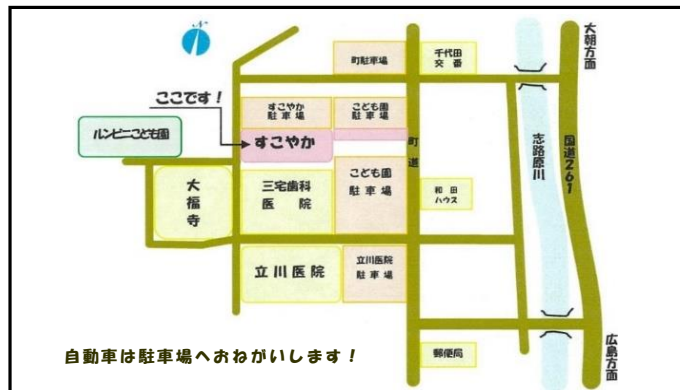 N
大朝方面
町駐車場
千代田
交番
ここです！
すこやか
駐車場
こども園
駐車場
ルンビニこども園
すこやか
町道
志路原川
国道261
こども園
駐車場
大福寺
三宅歯科
医院
和田
ハウス
立川医院
立川医院
駐車場
郵便局
広島方面
自動車は駐車場へおねがいします！